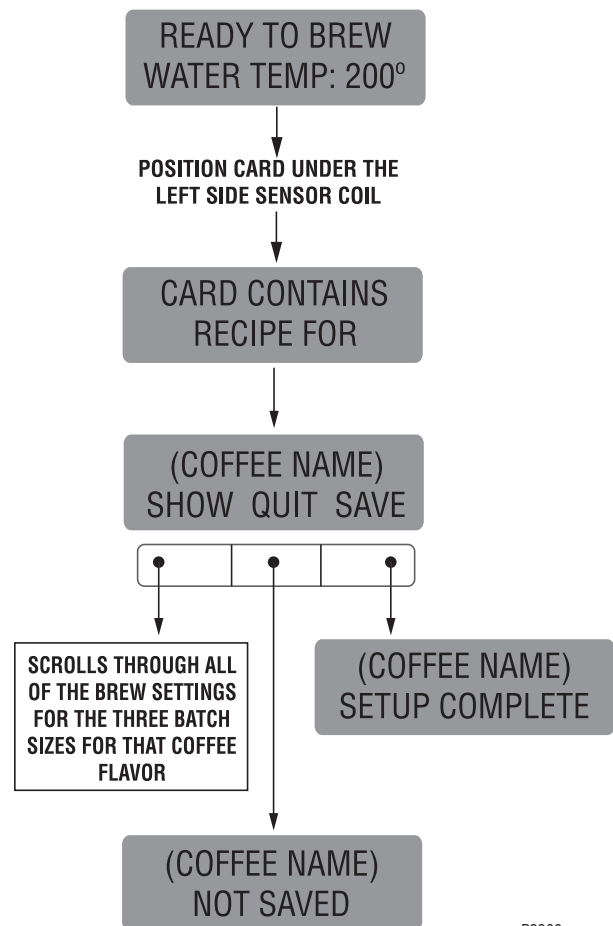 READY TO BREW
WATER TEMP: 200º
POSITION CARD UNDER THE
LEFT SIDE SENSOR COIL
CARD CONTAINS
RECIPE FOR
(COFFEE NAME)
SHOW QUIT SAVE
SCROLLS THROUGH ALL
OF THE BREW SETTINGS
FOR THE THREE BATCH
SIZES FOR THAT COFFEE
FLAVOR
(COFFEE NAME)
SETUP COMPLETE
(COFFEE NAME)
NOT SAVED